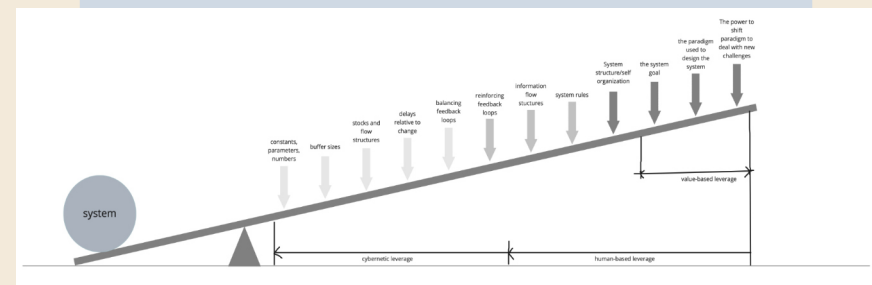 system
constants,
parameters,
numbers
buffer sizes
stocks and
flow
structures
delays
relative to
change
balancing
feedback
loops
reinforcing
feedback
loops
information
flow
stuctures
system rules
System
structure/self
organization
the system
goal
the paradigm
used to
design the
system
The power to
shift
paradigm to
deal with new
challenges
value-based leverage
cybernetic leverage
human-based leverage